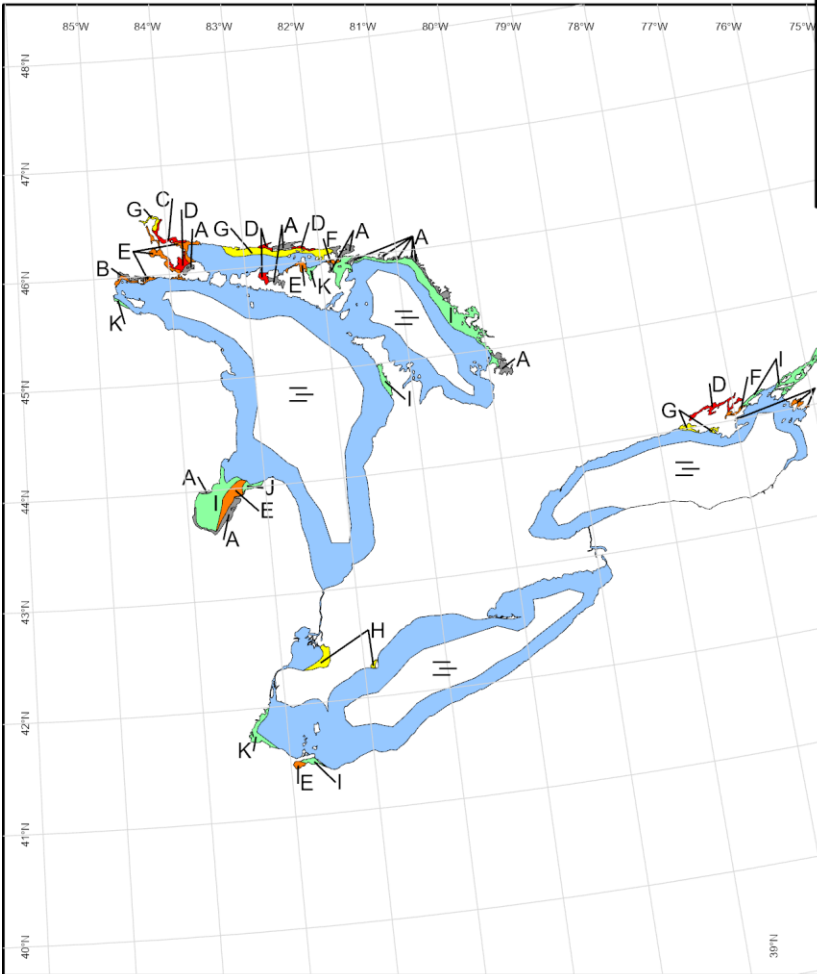 85°W 84°W 83°W 82°W 81°W 80°W 79°W 78°W 77°W 76°W 75°W
48°N
47°N
G C D A G D A D F A A
E
B E K
46°N
K
I
A
45°N
I
I
D F
G
A J
I
E
44°N
A
43°N
H
42°N
K
E I
41°N
40°N
39°N